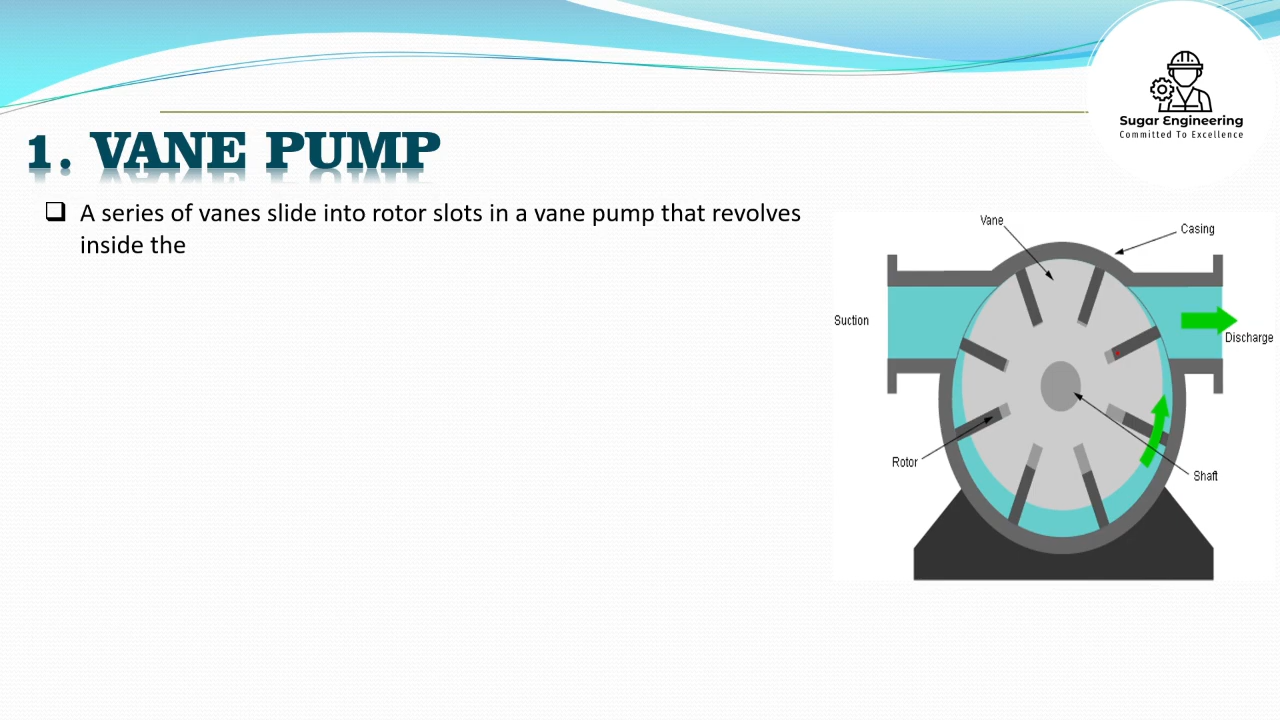 Sugar Engineering
Committed To Excellence
1. VANE PUMP
A series of vanes slide into rotor slots in a vane pump that revolves
inside the
Vane
Casing
Suction
Discharge
Rotor
Shaft